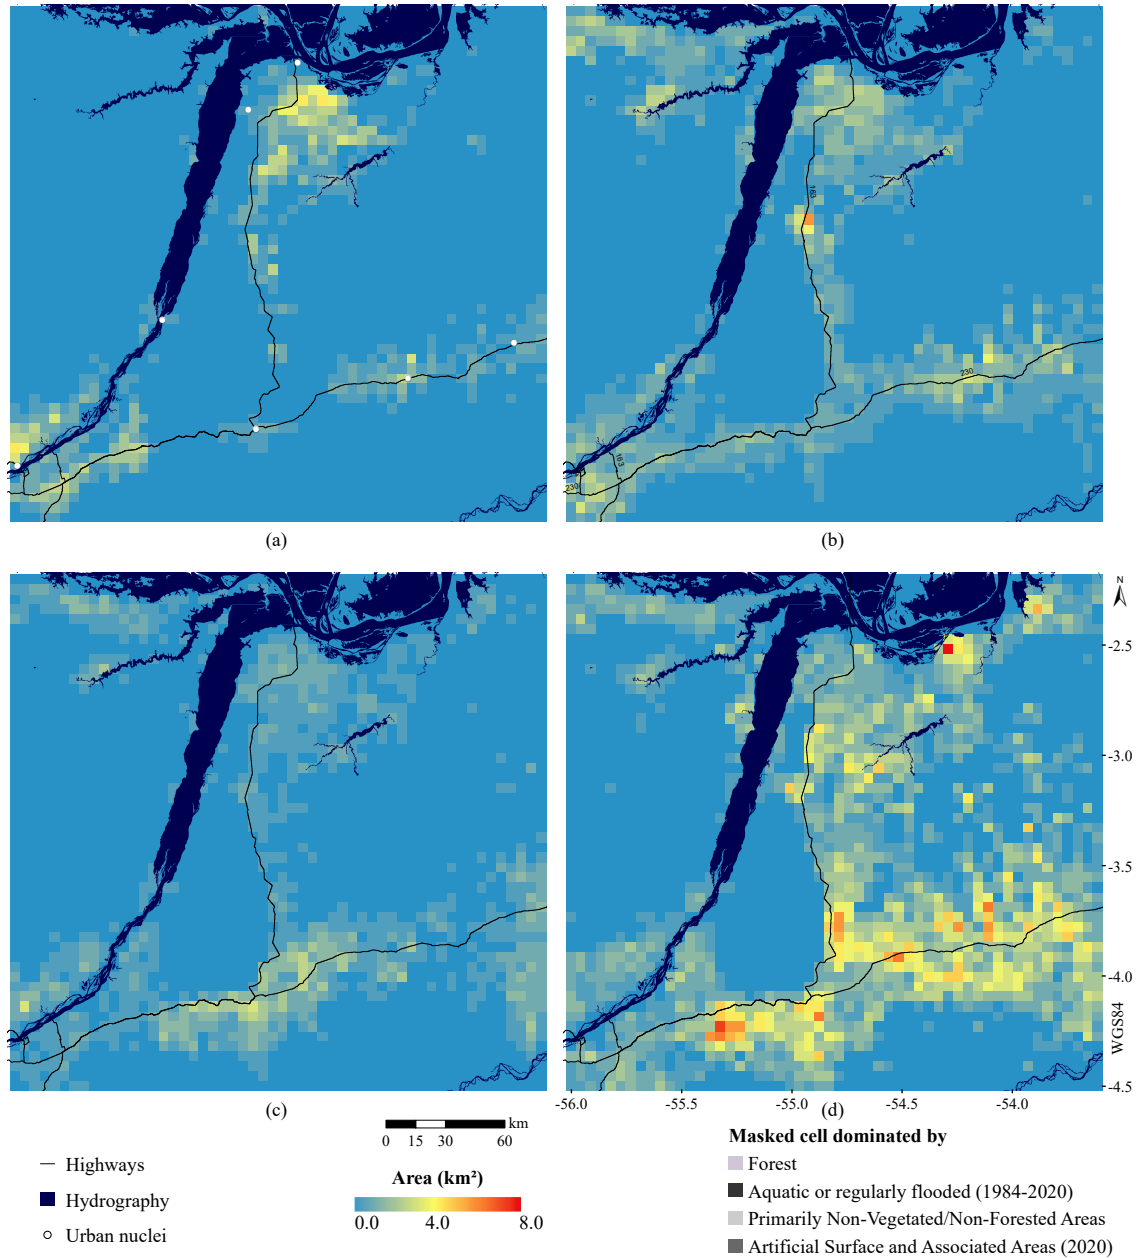 163
230
163
230
(a)
(b)
N
-2.5
-3.0
-3.5
-4.0
-4.5
WGS84
-56.0
-55.5
-55.0
-54.5
-54.0
(c)
(d)
km
0 15 30 60
Highways
Hydrography
Urban nuclei
Area (km²)
0.0 4.0 8.0
Masked cell dominated by
Forest
Aquatic or regularly flooded (1984-2020)
Primarily Non-Vegetated/Non-Forested Areas
Artificial Surface and Associated Areas (2020)